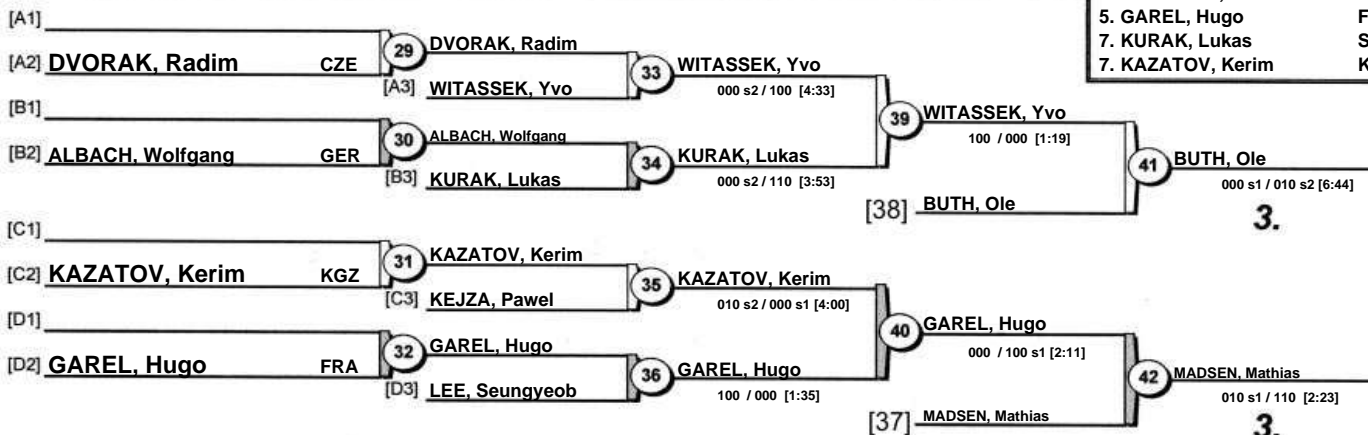 5. GAREL, Hugo F
7. KURAK, Lukas S
7. KAZATOV, Kerim K
[A1]
[A2] DVORAK, Radim CZE
29
DVORAK, Radim
[A3] WITASSEK, Yvo
33
WITASSEK, Yvo
000 s2 / 100 [4:33]
[B1]
[B2] ALBACH, Wolfgang GER
30
ALBACH, Wolfgang
[B3] KURAK, Lukas
34
KURAK, Lukas
000 s2 / 110 [3:53]
39
WITASSEK, Yvo
100 / 000 [1:19]
[38] BUTH, Ole
41
BUTH, Ole
000 s1 / 010 s2 [6:44]
3.
[C1]
[C2] KAZATOV, Kerim KGZ
31
KAZATOV, Kerim
[C3] KEJZA, Pawel
35
KAZATOV, Kerim
010 s2 / 000 s1 [4:00]
[D1]
[D2] GAREL, Hugo FRA
32
GAREL, Hugo
[D3] LEE, Seungyeob
36
GAREL, Hugo
100 / 000 [1:35]
40
GAREL, Hugo
000 / 100 s1 [2:11]
[37] MADSEN, Mathias
42
MADSEN, Mathias
010 s1 / 110 [2:23]
3.